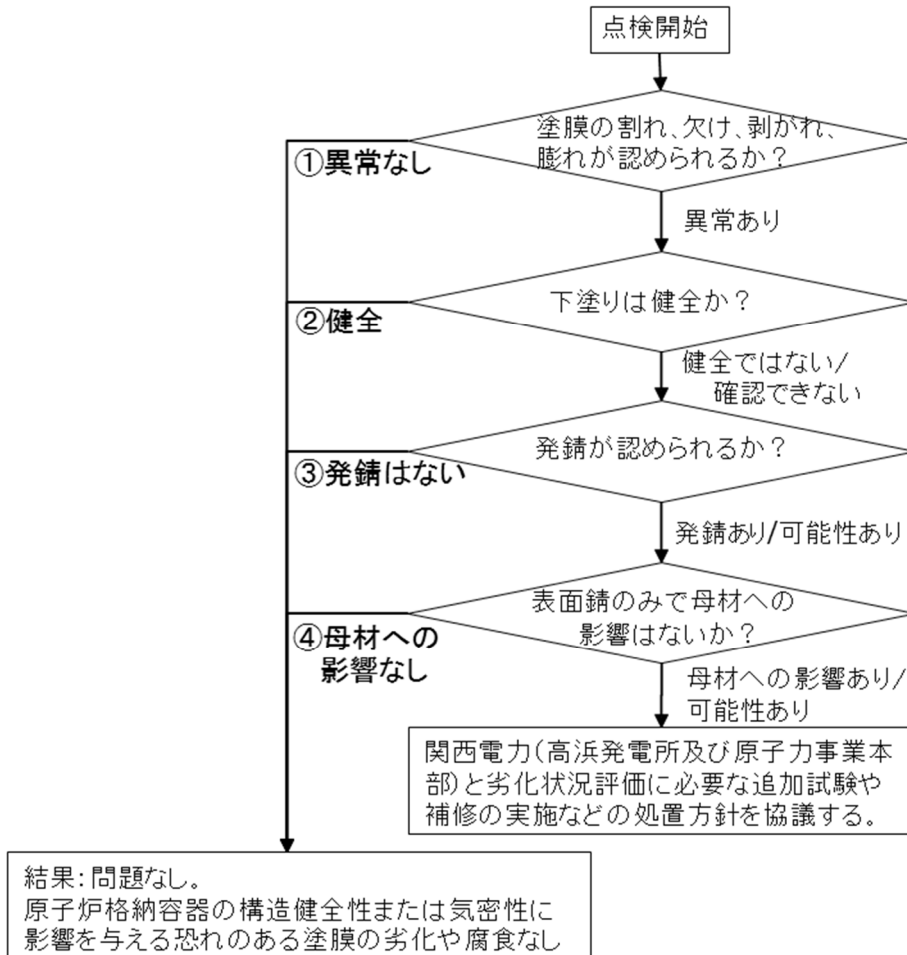 点検開始
塗膜の割れ、欠け、剥がれ、
膨れが認められるか?
①異常なし
異常あり
下塗りは健全か?
②健全
健全ではない/
確認できない
発錆が認められるか?
③発錆はない
発錆あり/可能性あり
表面錆のみで母材への
影響はないか?
④母材への
影響なし
母材への影響あり/
可能性あり
関西電力(高浜発電所及び原子力事業本
部)と劣化状況評価に必要な追加試験や
補修の実施などの処置方針を協議する。
結果:問題なし。
原子炉格納容器の構造健全性または気密性に
影響を与える恐れのある塗膜の劣化や腐食なし